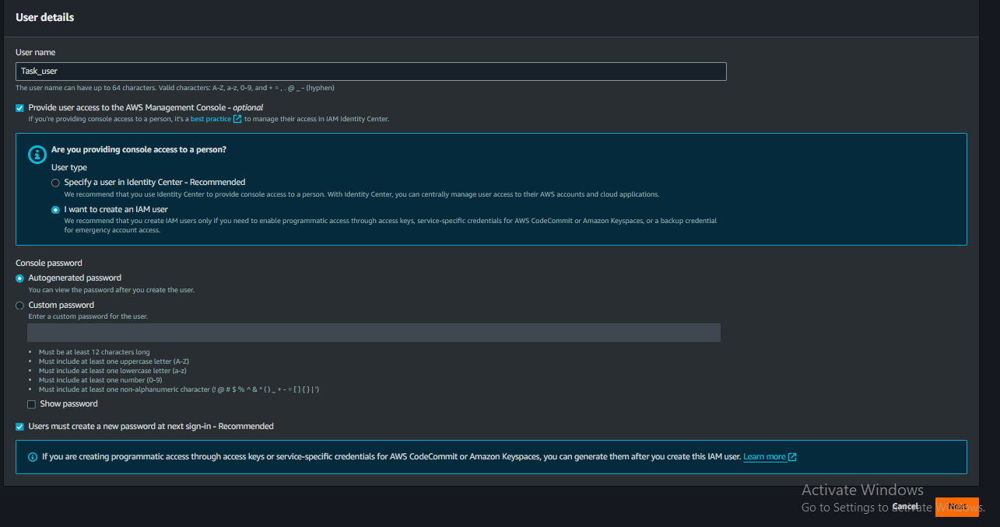 User details
User name
Task_user
The user name can have up to 64 characters. Valid characters: A-Z, a-z, 0-9, and + = , . @ _ - (hyphen)
Provide user access to the AWS Management Console - optional
If you're providing console access to a person, it's a best practice to manage their access in IAM Identity Center.
Are you providing console access to a person?
User type
Specify a user in Identity Center - Recommended
We recommend that you use Identity Center to provide console access to a person. With Identity Center, you can centrally manage user access to their AWS accounts and cloud applications.
I want to create an IAM user
We recommend that you create IAM users only if you need to enable programmatic access through access keys, service-specific credentials for AWS CodeCommit or Amazon Keyspaces, or a backup credential
for emergency account access.
Console password
Autogenerated password
You can view the password after you create the user.
Custom password
Enter a custom password for the user.
• Must be at least 12 characters long
• Must include at least one uppercase letter (A-Z)
• Must include at least one lowercase letter (a-z)
• Must include at least one number (0-9)
• Must include at least one non-alphanumeric character (! @ # $ % ^ & * ( ) _ + - = [ ] { } | ')
Show password
Users must create a new password at next sign-in - Recommended
If you are creating programmatic access through access keys or service-specific credentials for AWS CodeCommit or Amazon Keyspaces, you can generate them after you create this IAM user. Learn more
Activate Windows
Go to Settings to activate Windows.
Cancel
Next